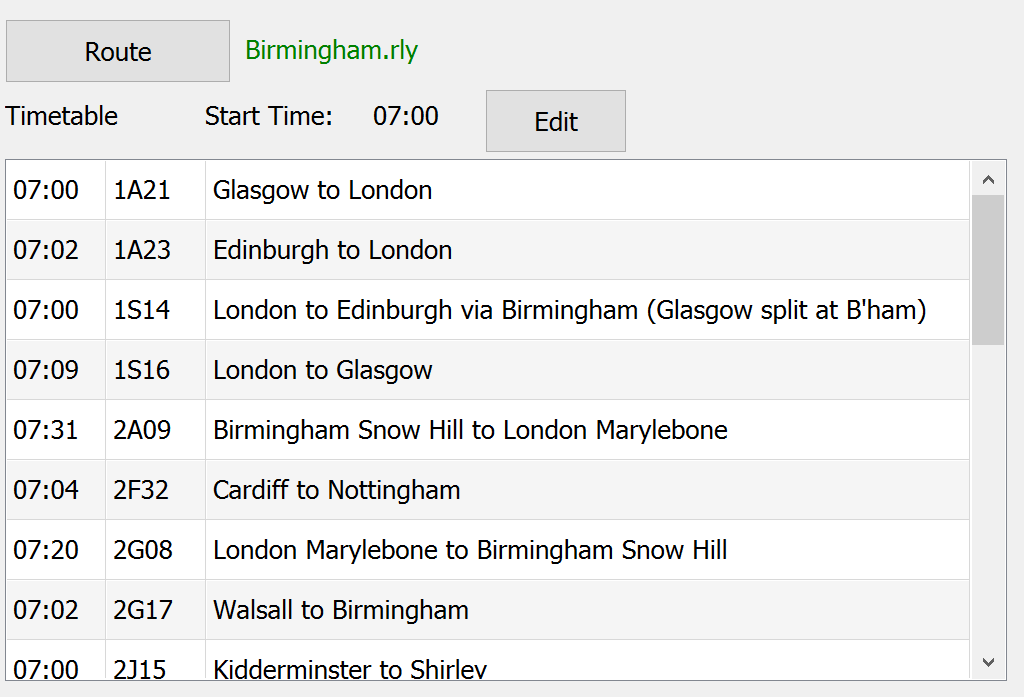 Route Birmingham.rly
Timetable Start Time: 07:00 Edit
07:00 1A21 Glasgow to London
07:02 1A23 Edinburgh to London
07:00 1S14 London to Edinburgh via Birmingham (Glasgow split at B'ham)
07:09 1S16 London to Glasgow
07:31 2A09 Birmingham Snow Hill to London Marylebone
07:04 2F32 Cardiff to Nottingham
07:20 2G08 London Marylebone to Birmingham Snow Hill
07:02 2G17 Walsall to Birmingham
07:00 2J15 Kidderminster to Shirley